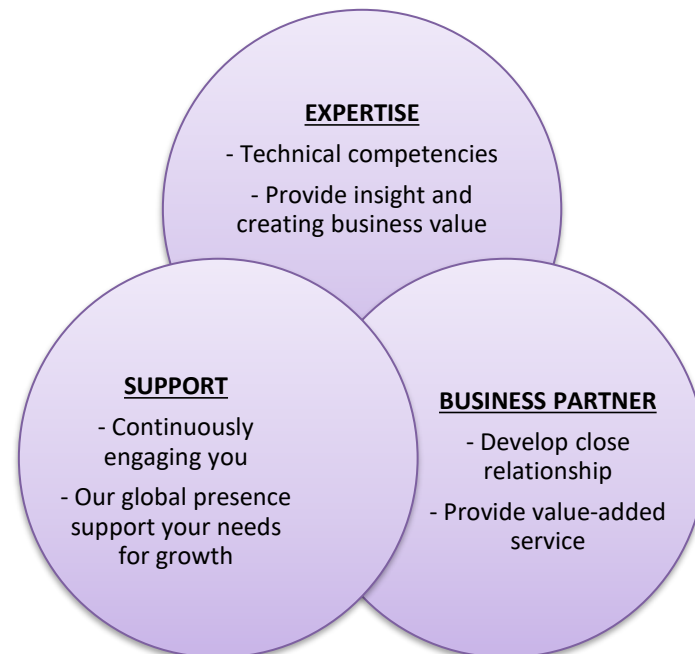 EXPERTISE
- Technical competencies
- Provide insight and
creating business value
SUPPORT
- Continuously
engaging you
- Our global presence
support your needs
for growth
BUSINESS PARTNER
- Develop close
relationship
- Provide value-added
service